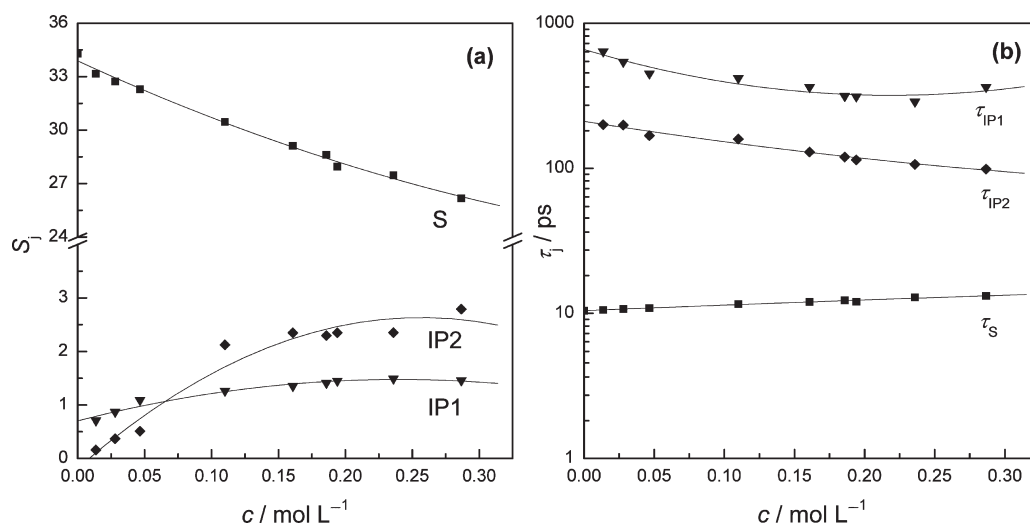 36
33
30
27
24
3
2
1
0
S_j
(a)
S
IP2
IP1
0.00 0.05 0.10 0.15 0.20 0.25 0.30
c / mol L⁻¹
1000
100
10
1
τ_j / ps
(b)
τ_IP1
τ_IP2
τ_S
0.00 0.05 0.10 0.15 0.20 0.25 0.30
c / mol L⁻¹